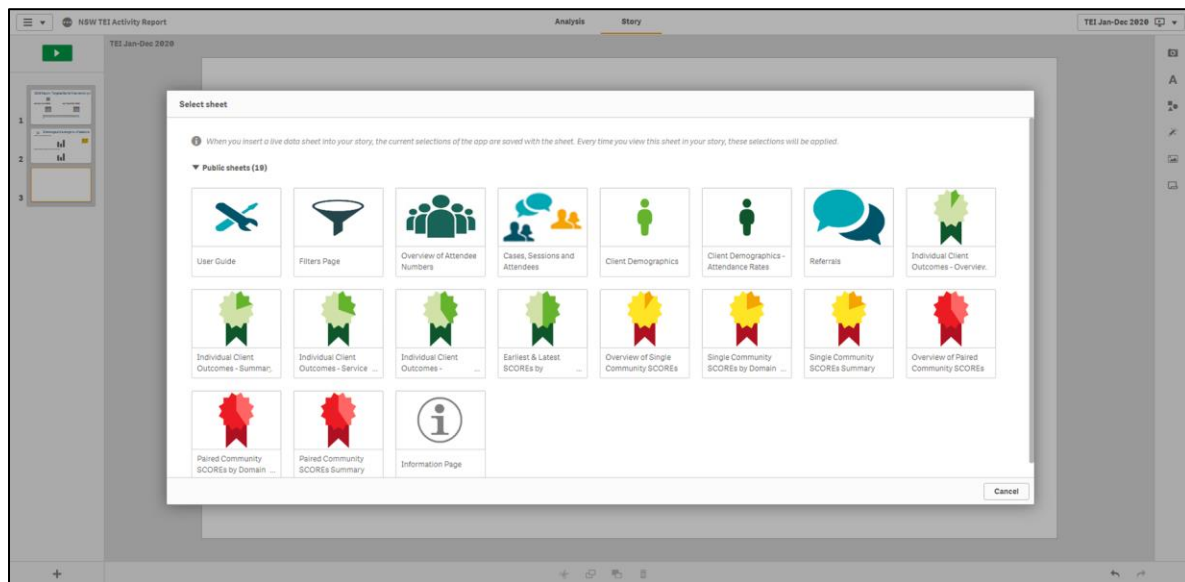 NSW TEI Activity Report
Analysis
Story
TEI Jan-Dec 2020
TEI Jan-Dec 2020
Select sheet
When you insert a live data sheet into your story, the current selections of the app are saved with the sheet. Every time you view this sheet in your story, these selections will be applied.
Public sheets (19)
User Guide
Filters Page
Overview of Attendee
Numbers
Cases, Sessions and
Attendees
Client Demographics
Client Demographics -
Attendance Rates
Referrals
Individual Client
Outcomes - Overview.
Individual Client
Outcomes - Summar,
Individual Client
Outcomes - Service ...
Individual Client
Outcomes - ...
Earliest & Latest
SCOREs by ...
Overview of Single
Community SCOREs
Single Community
SCOREs by Domain ...
Single Community
SCOREs Summary
Overview of Paired
Community SCOREs
Paired Community
SCOREs by Domain ...
Paired Community
SCOREs Summary
Information Page
Cancel
1
2
3
A